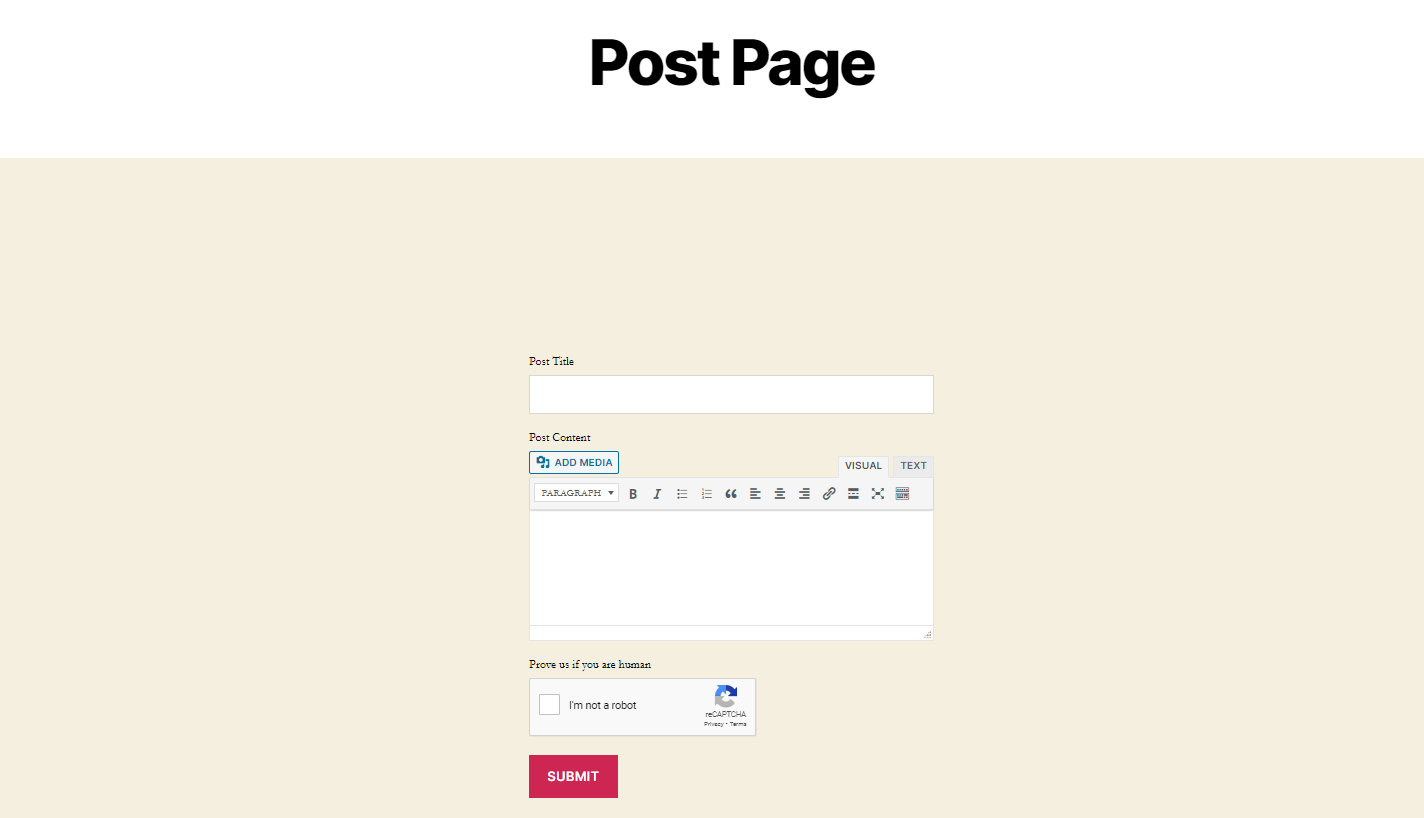 Post Page
Post Title
Post Content
ADD MEDIA
VISUAL TEXT
PARAGRAPH
Prove us if you are human
I'm not a robot
reCAPTCHA
Privacy - Terms
SUBMIT